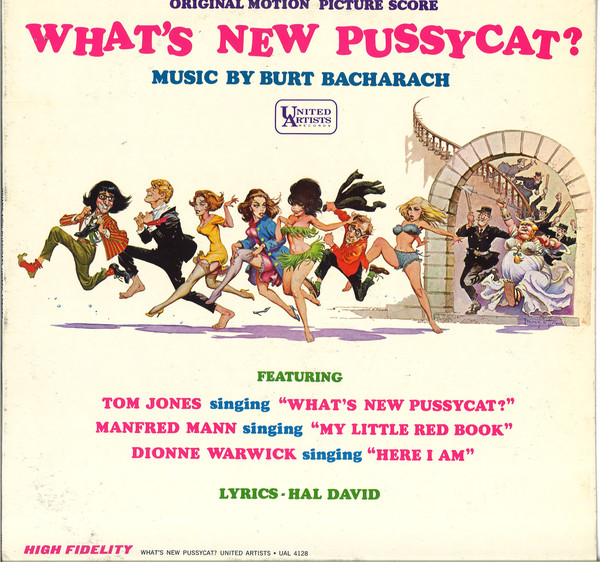 ORIGINAL MOTION PICTURE SCORE
WHAT'S NEW PUSSYCAT?
MUSIC BY BURT BACHARACH
UNITED
ARTISTS
RECORDS
FEATURING
TOM JONES singing "WHAT'S NEW PUSSYCAT?"
MANFRED MANN singing "MY LITTLE RED BOOK"
DIONNE WARWICK singing "HERE I AM"
LYRICS - HAL DAVID
HIGH FIDELITY WHAT'S NEW PUSSYCAT? UNITED ARTISTS • UAL 4128